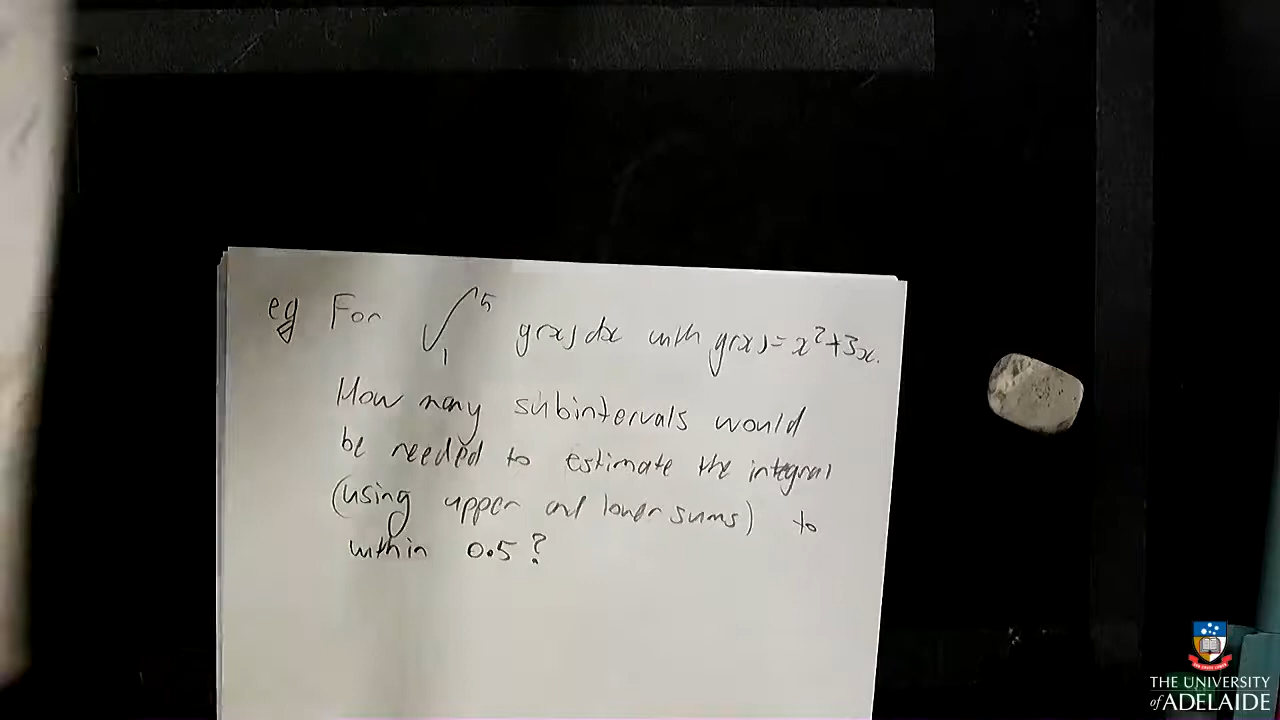 eg For ∫₁⁵ g(x)dx with g(x)=x²+3x.
How many subintervals would
be needed to estimate the integral
(using upper and lower sums) to
within 0.5?
THE UNIVERSITY
of ADELAIDE